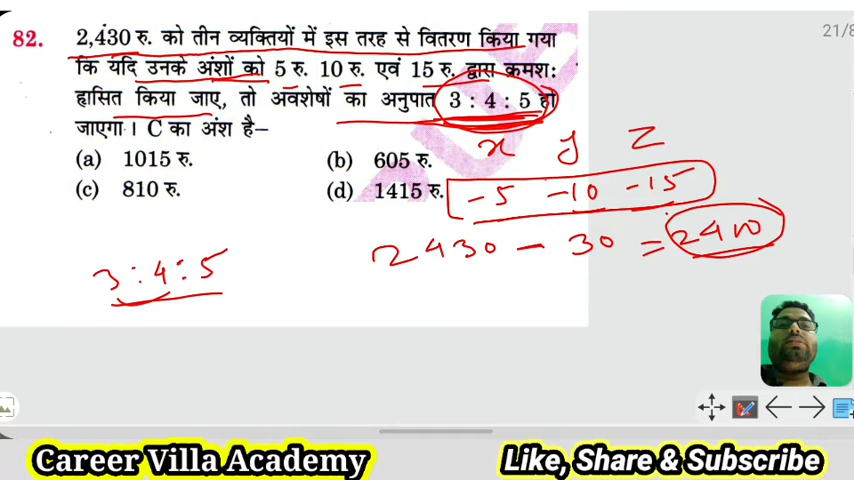 21/8
82. 2,430 रु. को तीन व्यक्तियों में इस तरह से वितरण किया गया
कि यदि उनके अंशों को 5 रु. 10 रु. एवं 15 रु. द्वारा क्रमश:
ह्रासित किया जाए, तो अवशेषों का अनुपात 3 : 4 : 5 हो
जाएगा। C का अंश है–
(a) 1015 रु. (b) 605 रु.
(c) 810 रु. (d) 1415 रु.
x y z
-5 -10 -15
2430 - 30 = 2400
3:4:5
Career Villa Academy
Like, Share & Subscribe